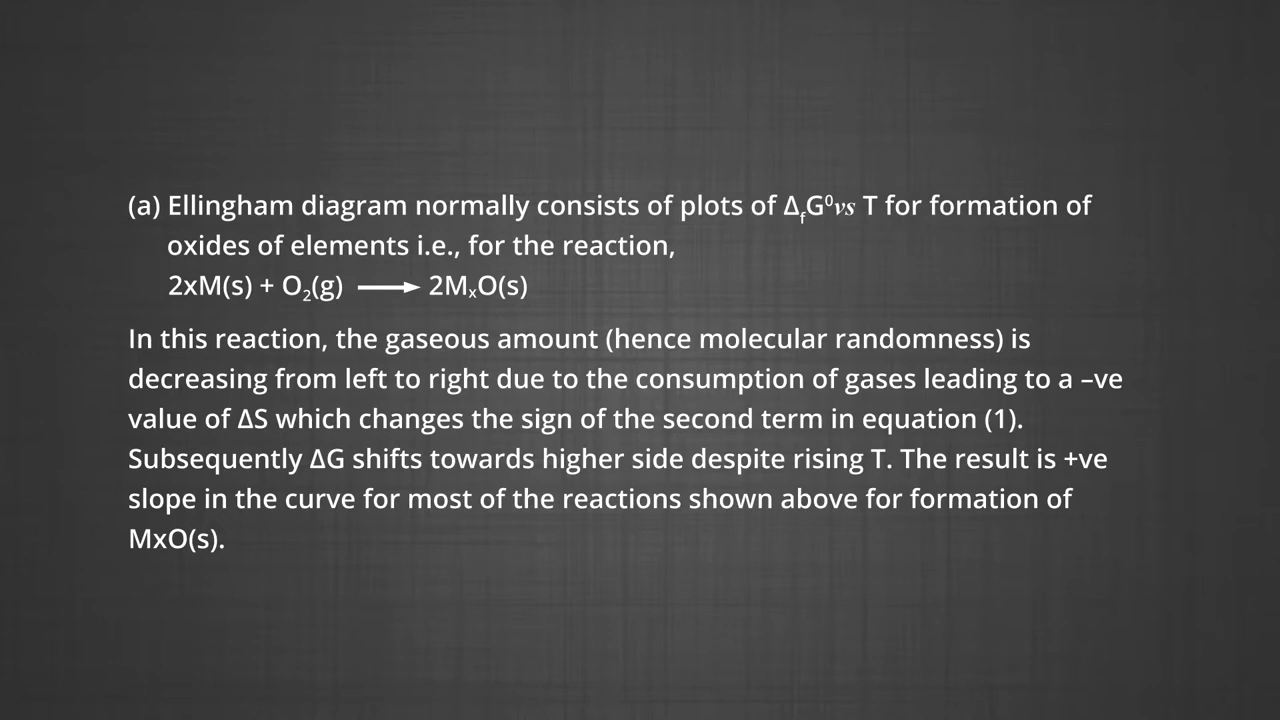 (a) Ellingham diagram normally consists of plots of ΔfG⁰vs T for formation of
oxides of elements i.e., for the reaction,
2xM(s) + O₂(g) ⟶ 2MₓO(s)
In this reaction, the gaseous amount (hence molecular randomness) is
decreasing from left to right due to the consumption of gases leading to a –ve
value of ΔS which changes the sign of the second term in equation (1).
Subsequently ΔG shifts towards higher side despite rising T. The result is +ve
slope in the curve for most of the reactions shown above for formation of
MxO(s).